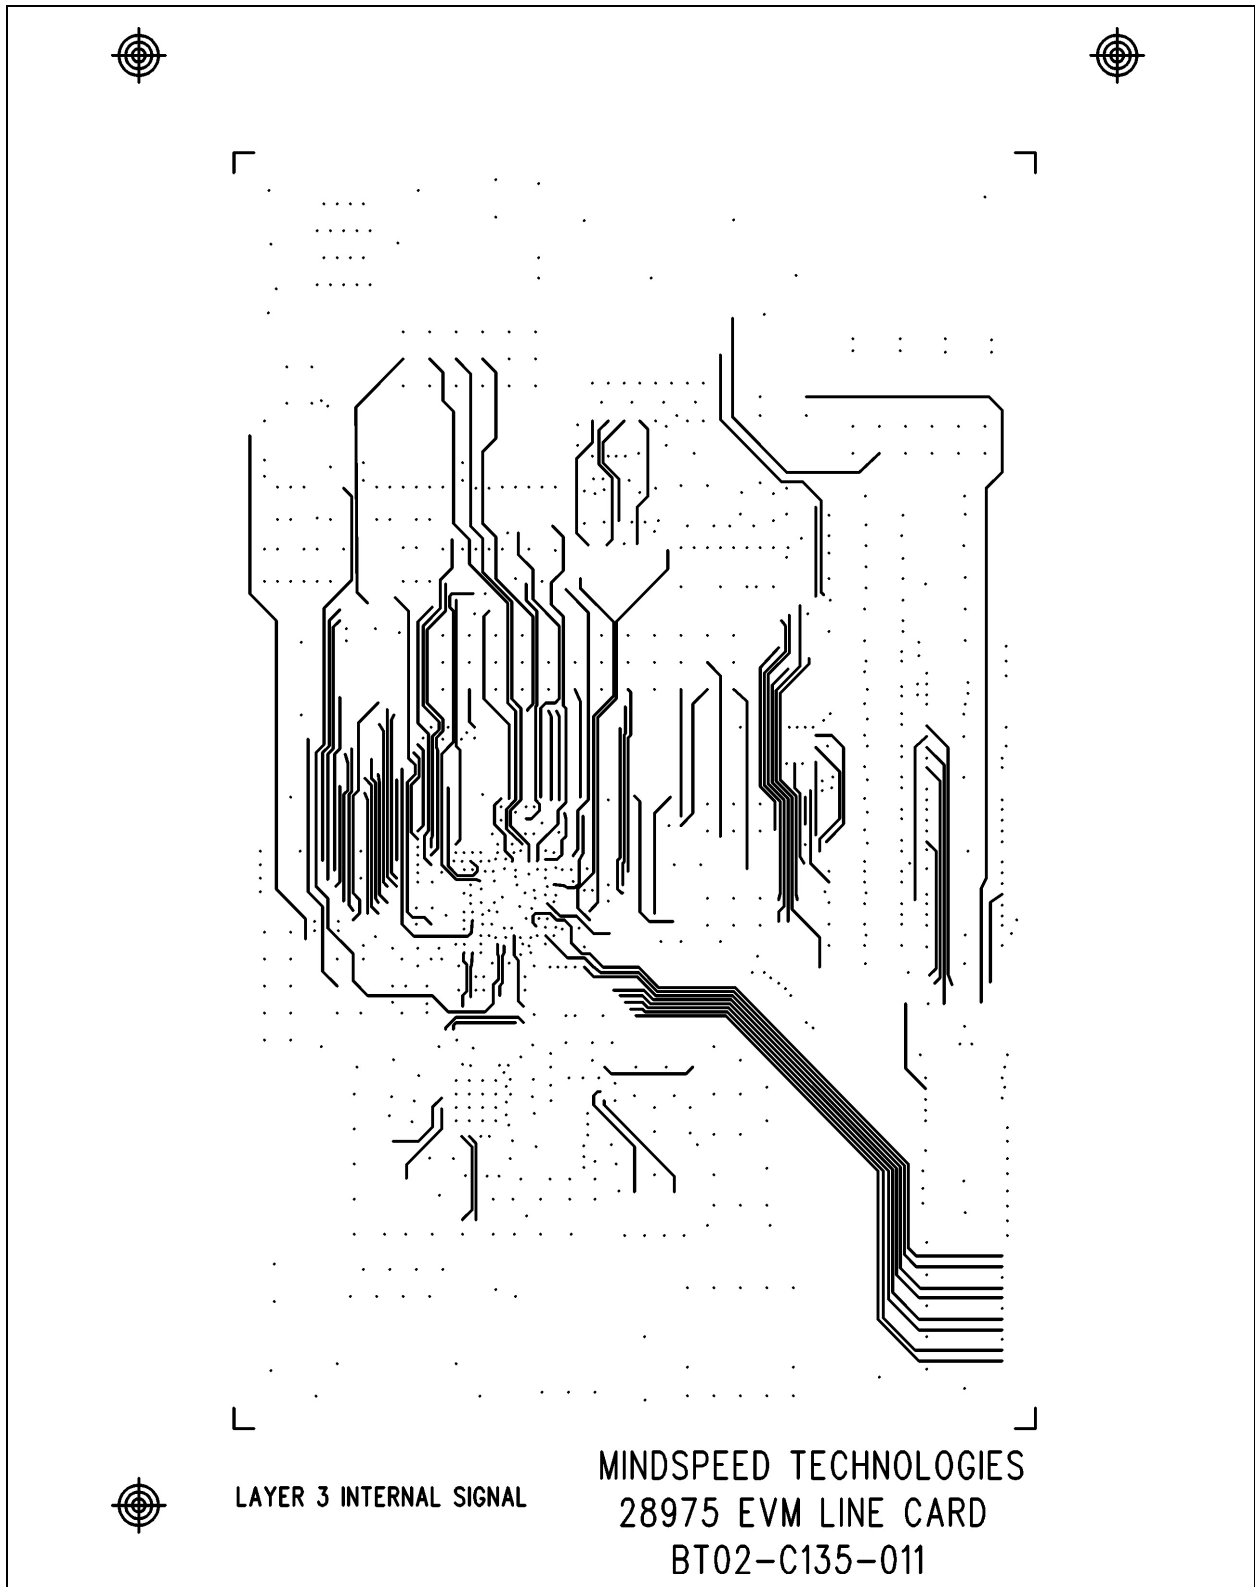 LAYER 3 INTERNAL SIGNAL
MINDSPEED TECHNOLOGIES
28975 EVM LINE CARD
BT02-C135-011